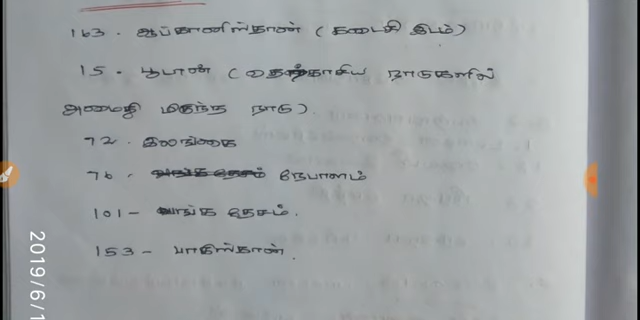 163. ஆப்கானிஸ்தான் (கடைசி இடம்)
15. பூடான் (தெற்காசிய நாடுகளில்
அமைதி மிகுந்த நாடு)
72. இலங்கை
76. நேபாளம்
101 - வங்க தேசம்.
153 - பாகிஸ்தான்.
2019/6/1